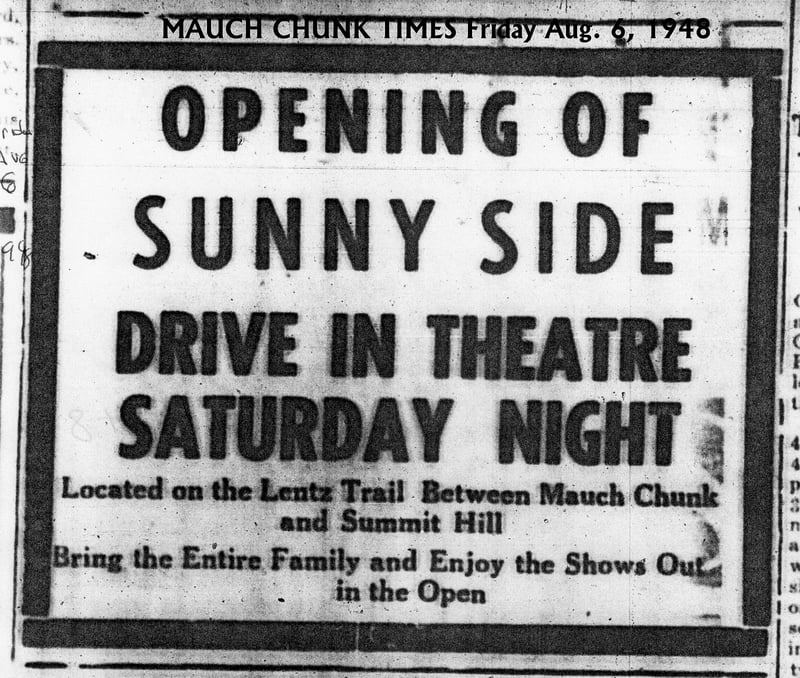 MAUCH CHUNK TIMES Friday Aug. 6, 1948
OPENING OF
SUNNY SIDE
DRIVE IN THEATRE
SATURDAY NIGHT
Located on the Lentz Trail Between Mauch Chunk
and Summit Hill
Bring the Entire Family and Enjoy the Shows Out
in the Open